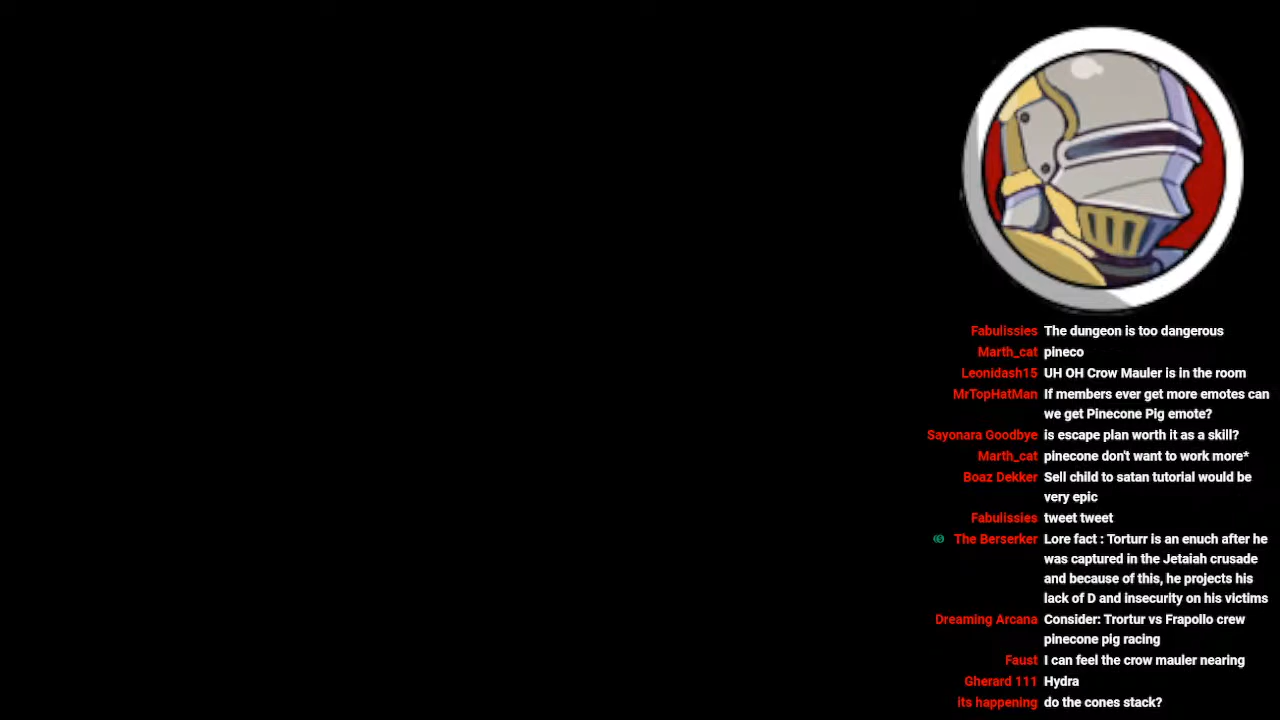 Fabulissies The dungeon is too dangerous
Marth_cat pineco
Leonidash15 UH OH Crow Mauler is in the room
MrTopHatMan If members ever get more emotes can
we get Pinecone Pig emote?
Sayonara Goodbye is escape plan worth it as a skill?
Marth_cat pinecone don't want to work more*
Boaz Dekker Sell child to satan tutorial would be
very epic
Fabulissies tweet tweet
The Berserker Lore fact : Torturr is an enuch after he
was captured in the Jetaiah crusade
and because of this, he projects his
lack of D and insecurity on his victims
Dreaming Arcana Consider: Trortur vs Frapollo crew
pinecone pig racing
Faust I can feel the crow mauler nearing
Gherard 111 Hydra
its happening do the cones stack?